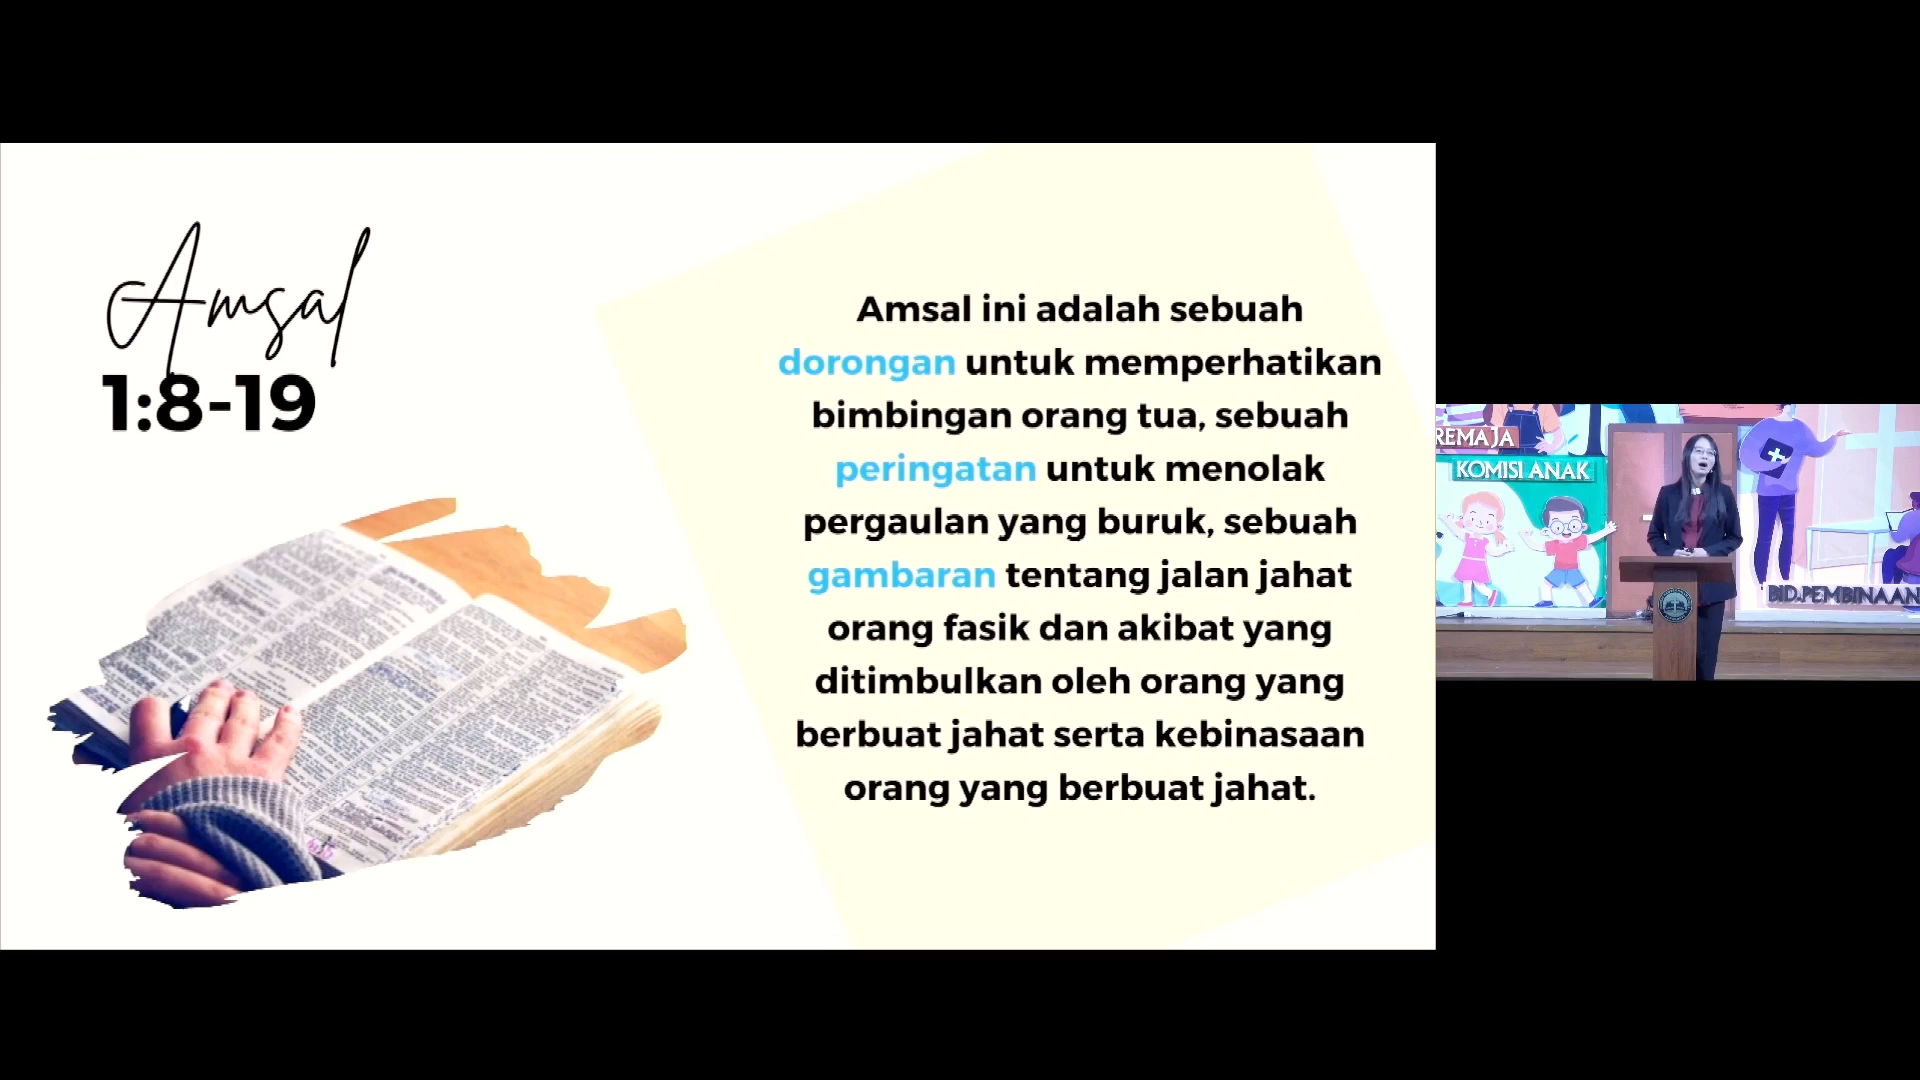 Amsal
1:8-19
Amsal ini adalah sebuah
dorongan untuk memperhatikan
bimbingan orang tua, sebuah
peringatan untuk menolak
pergaulan yang buruk, sebuah
gambaran tentang jalan jahat
orang fasik dan akibat yang
ditimbulkan oleh orang yang
berbuat jahat serta kebinasaan
orang yang berbuat jahat.
REMAJA
KOMISI ANAK
BID.PEMBINAAN